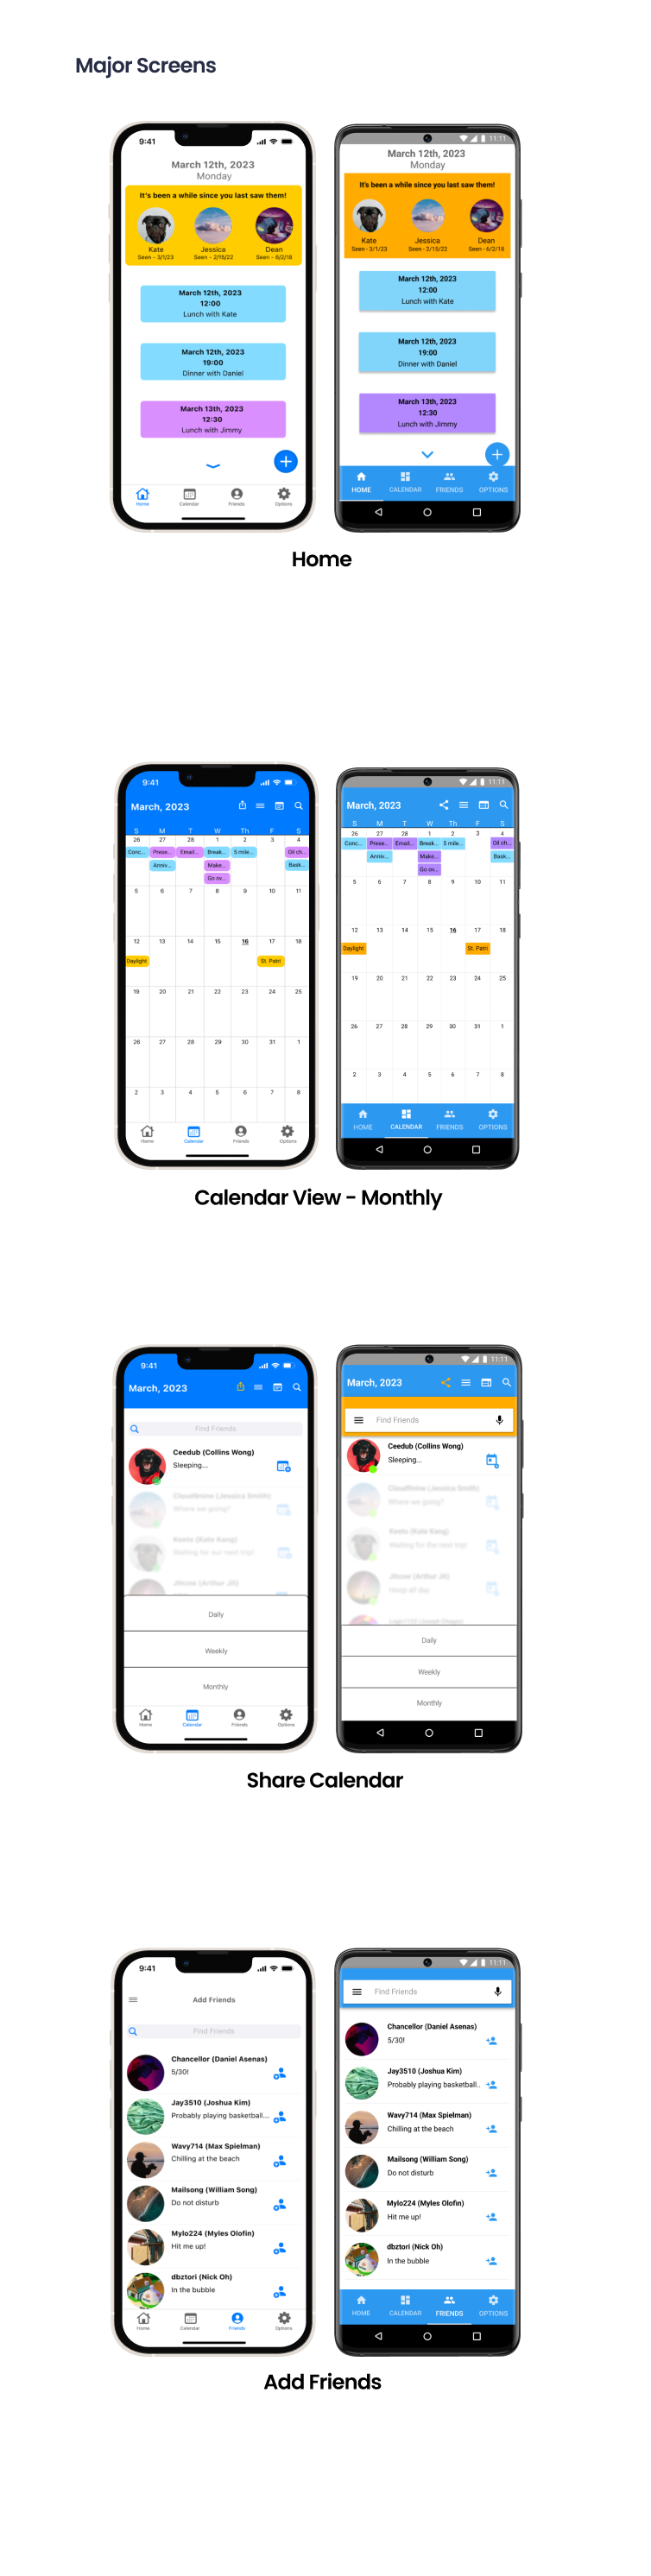 Major Screens
9:41
March 12th, 2023
Monday
It's been a while since you last saw them!
Kate Jessica Dean
Seen - 3/1/23 Seen - 2/15/22 Seen - 6/2/18
March 12th, 2023
12:00
Lunch with Kate
March 12th, 2023
19:00
Dinner with Daniel
March 13th, 2023
12:30
Lunch with Jimmy
Home Calendar Friends Options
11:11
March 12th, 2023
Monday
It's been a while since you last saw them!
Kate Jessica Dean
Seen - 3/1/23 Seen - 2/15/22 Seen - 6/2/18
March 12th, 2023
12:00
Lunch with Kate
March 12th, 2023
19:00
Dinner with Daniel
March 13th, 2023
12:30
Lunch with Jimmy
HOME CALENDAR FRIENDS OPTIONS
Home
9:41
March, 2023
S M T W Th F S
26 27 28 1 2 3 4
Conc... Prese... Email... Break... 5 mile... Oil ch...
Anniv... Make... Bask...
Go ov...
5 6 7 8 9 10 11
12 13 14 15 16 17 18
Daylight St. Patri
19 20 21 22 23 24 25
26 27 28 29 30 31 1
2 3 4 5 6 7 8
Home Calendar Friends Options
11:11
March, 2023
S M T W Th F S
26 27 28 1 2 3 4
Conc... Prese... Email... Break... 5 mile... Oil ch...
Anniv... Make... Bask...
Go ov...
5 6 7 8 9 10 11
12 13 14 15 16 17 18
Daylight St. Patri
19 20 21 22 23 24 25
26 27 28 29 30 31 1
2 3 4 5 6 7 8
HOME CALENDAR FRIENDS OPTIONS
Calendar View - Monthly
9:41
March, 2023
Find Friends
Ceedub (Collins Wong)
Sleeping...
Cloud9nine (Jessica Smith)
Where we going?
Keets (Kate Kang)
Waiting for our next trip!
(Arthur Jit)
Daily
Weekly
Monthly
Home Calendar Friends Options
11:11
March, 2023
Find Friends
Ceedub (Collins Wong)
Sleeping...
Cloud9nine (Jessica Smith)
Where we going?
Keets (Kate Kang)
Waiting for the next trip!
(Arthur Jit)
Hoop all day
Daily
Weekly
Monthly
Share Calendar
9:41
Add Friends
Find Friends
Chancellor (Daniel Asenas)
5/30!
Jay3510 (Joshua Kim)
Probably playing basketball...
Wavy714 (Max Spielman)
Chilling at the beach
Mailsong (William Song)
Do not disturb
Mylo224 (Myles Olofin)
Hit me up!
dbztori (Nick Oh)
In the bubble
Home Calendar Friends Options
11:11
Find Friends
Chancellor (Daniel Asenas)
5/30!
Jay3510 (Joshua Kim)
Probably playing basketball..
Wavy714 (Max Spielman)
Chilling at the beach
Mailsong (William Song)
Do not disturb
Mylo224 (Myles Olofin)
Hit me up!
dbztori (Nick Oh)
In the bubble
HOME CALENDAR FRIENDS OPTIONS
Add Friends